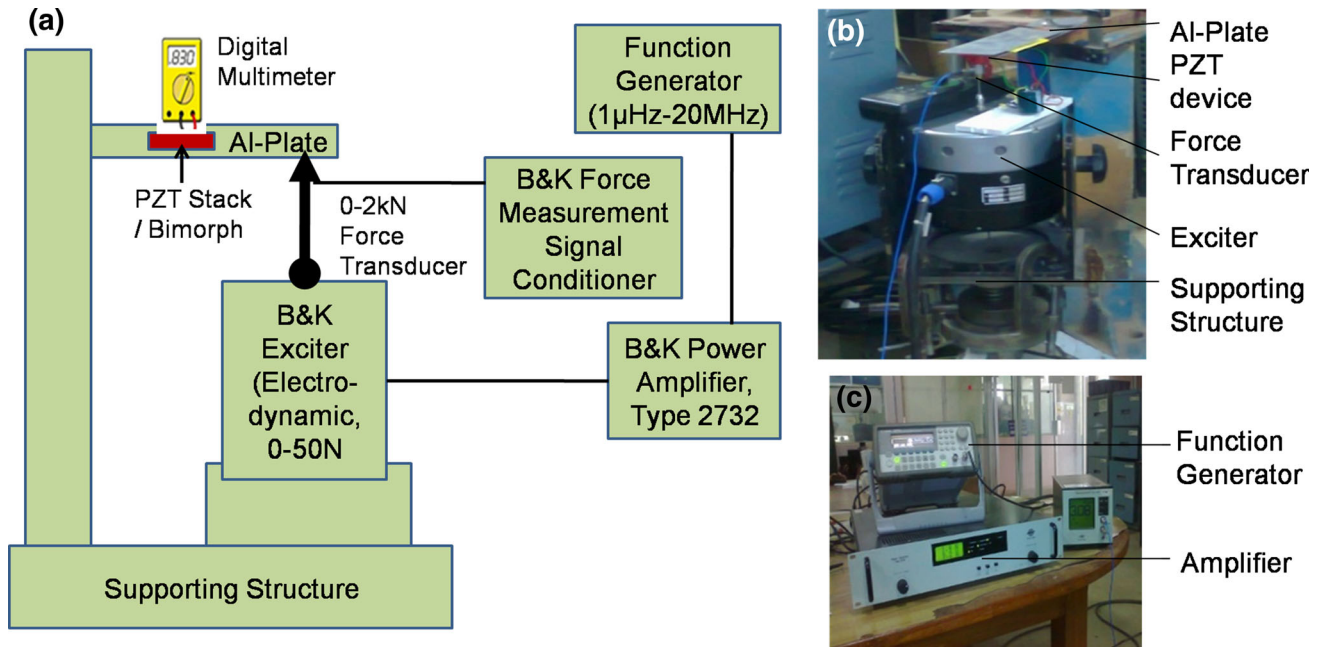 (a)
.830
Digital
Multimeter
Al-Plate
PZT Stack
/ Bimorph
0-2kN
Force
Transducer
B&K
Exciter
(Electro-
dynamic,
0-50N
Supporting Structure
Function
Generator
(1µHz-20MHz)
B&K Force
Measurement
Signal
Conditioner
B&K Power
Amplifier,
Type 2732
(b)
Al-Plate
PZT
device
Force
Transducer
Exciter
Supporting
Structure
(c)
Function
Generator
Amplifier